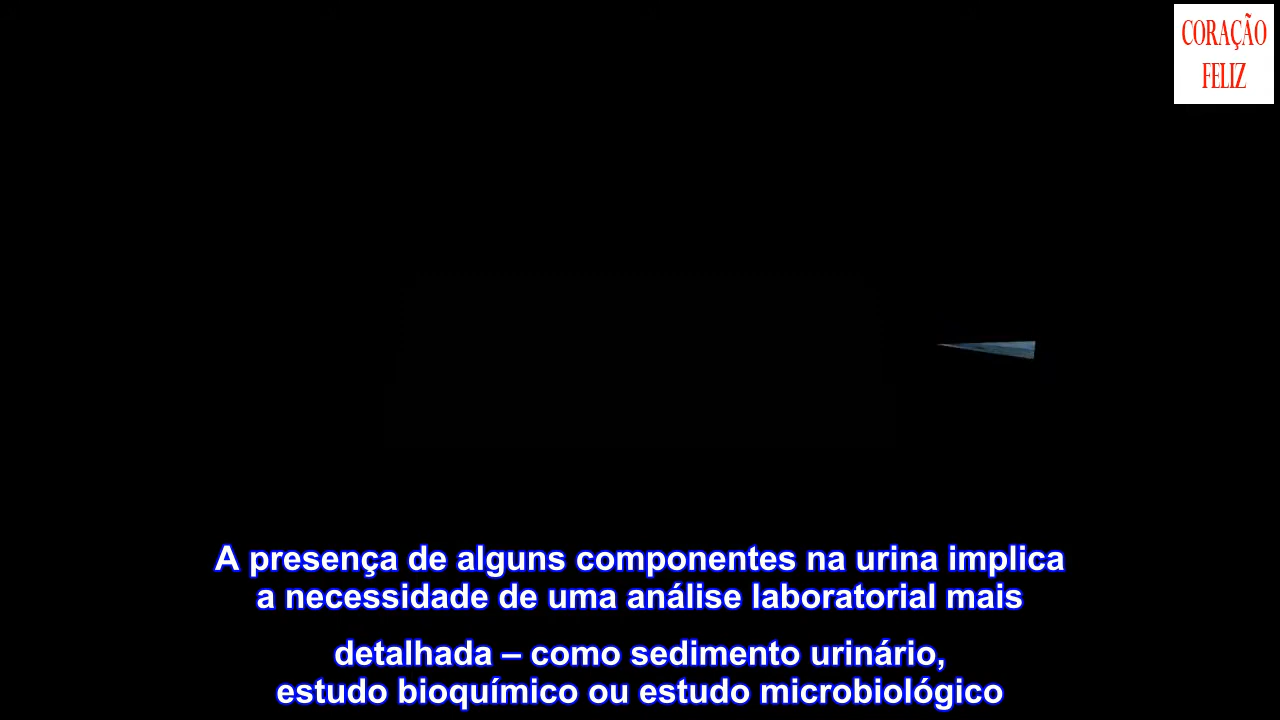 CORAÇÃO
FELIZ
A presença de alguns componentes na urina implica
a necessidade de uma análise laboratorial mais
detalhada – como sedimento urinário,
estudo bioquímico ou estudo microbiológico